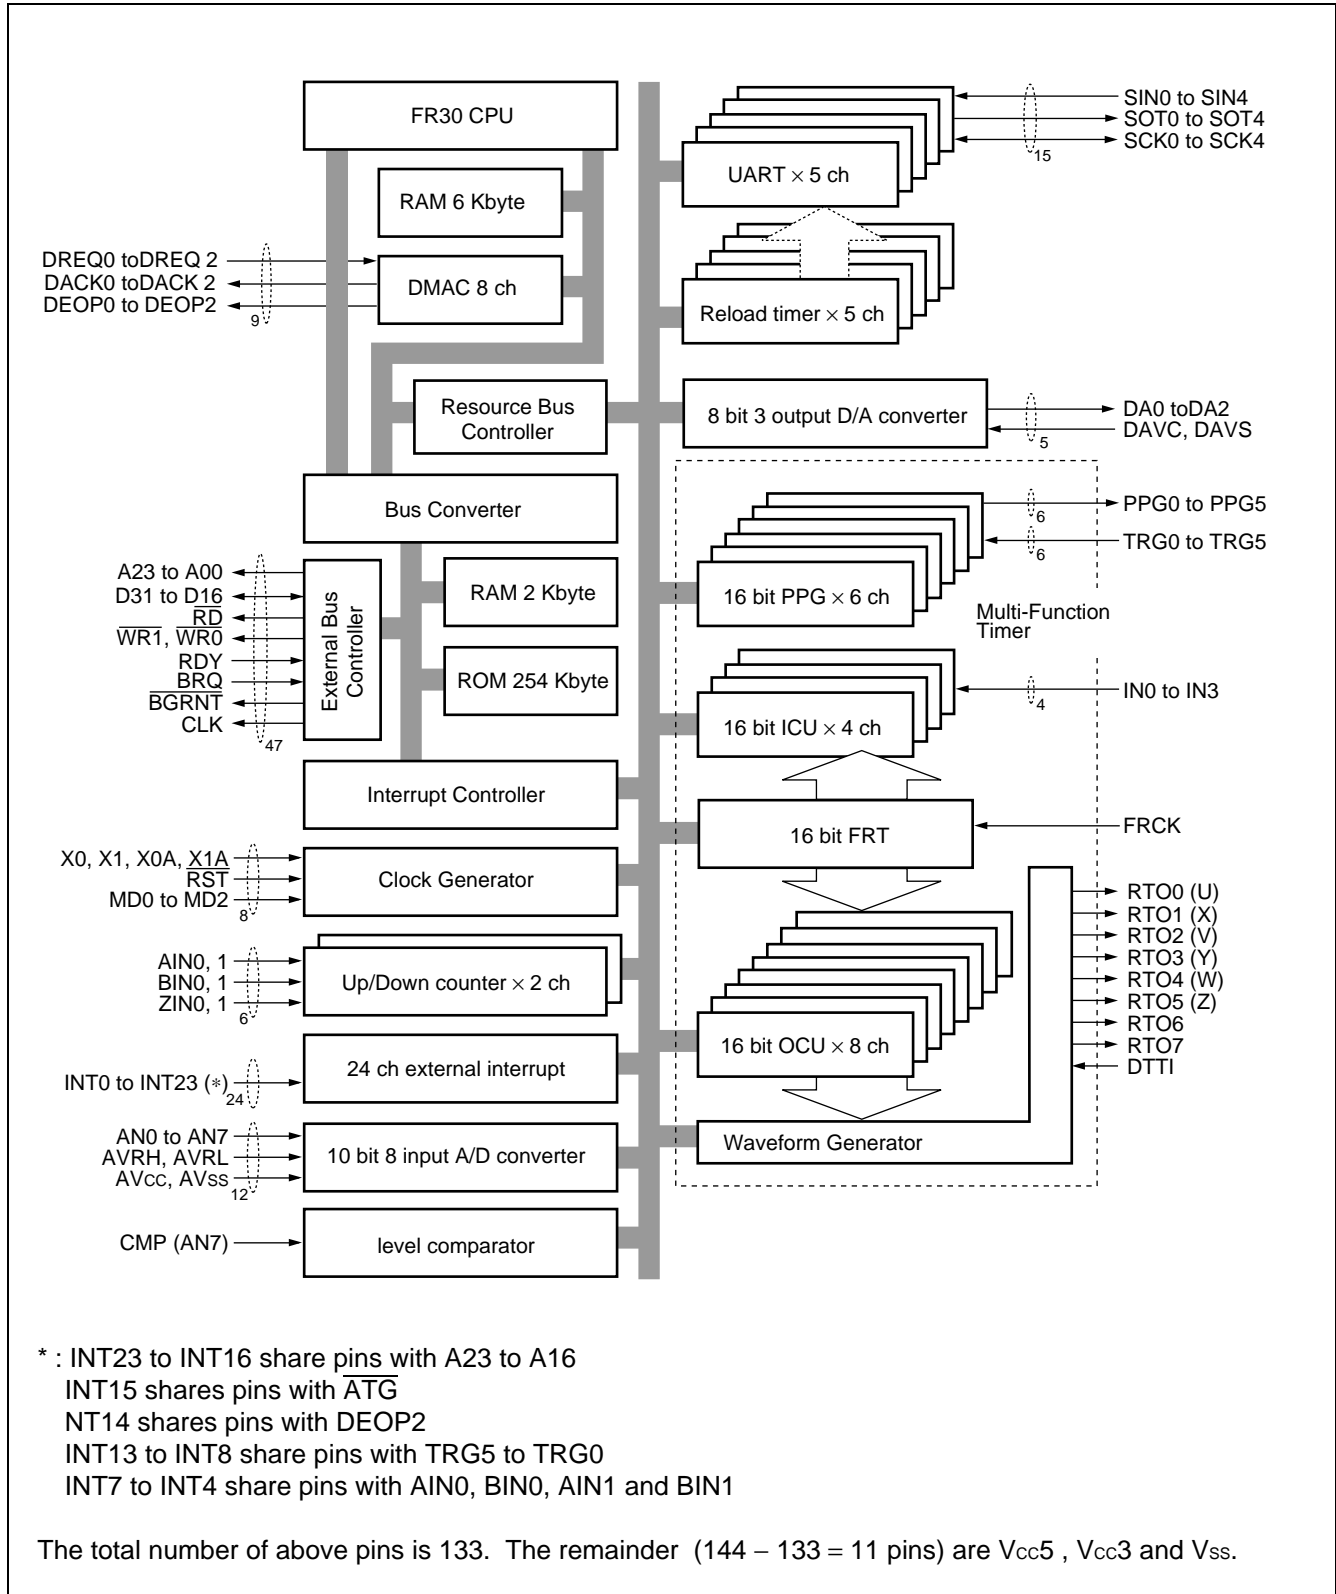 FR30 CPU
RAM 6 Kbyte
DREQ0 toDREQ 2
DACK0 toDACK 2
DEOP0 to DEOP2
9
DMAC 8 ch
Resource Bus
Controller
Bus Converter
A23 to A00
D31 to D16
RD
WR1, WR0
RDY
BRQ
BGRNT
CLK
47
External Bus
Controller
RAM 2 Kbyte
ROM 254 Kbyte
Interrupt Controller
X0, X1, X0A, X1A
RST
MD0 to MD2
8
Clock Generator
AIN0, 1
BIN0, 1
ZIN0, 1
6
Up/Down counter × 2 ch
INT0 to INT23 (*)
24
24 ch external interrupt
AN0 to AN7
AVRH, AVRL
AVCC, AVSS
12
10 bit 8 input A/D converter
CMP (AN7)
level comparator
SIN0 to SIN4
SOT0 to SOT4
SCK0 to SCK4
15
UART × 5 ch
Reload timer × 5 ch
8 bit 3 output D/A converter
DA0 toDA2
DAVC, DAVS
5
PPG0 to PPG5
6
TRG0 to TRG5
6
16 bit PPG × 6 ch
Multi-Function
Timer
IN0 to IN3
4
16 bit ICU × 4 ch
16 bit FRT
FRCK
RTO0 (U)
RTO1 (X)
RTO2 (V)
RTO3 (Y)
RTO4 (W)
RTO5 (Z)
RTO6
RTO7
DTTI
16 bit OCU × 8 ch
Waveform Generator
* : INT23 to INT16 share pins with A23 to A16
INT15 shares pins with ATG
NT14 shares pins with DEOP2
INT13 to INT8 share pins with TRG5 to TRG0
INT7 to INT4 share pins with AIN0, BIN0, AIN1 and BIN1
The total number of above pins is 133. The remainder (144 – 133 = 11 pins) are VCC5 , VCC3 and VSS.